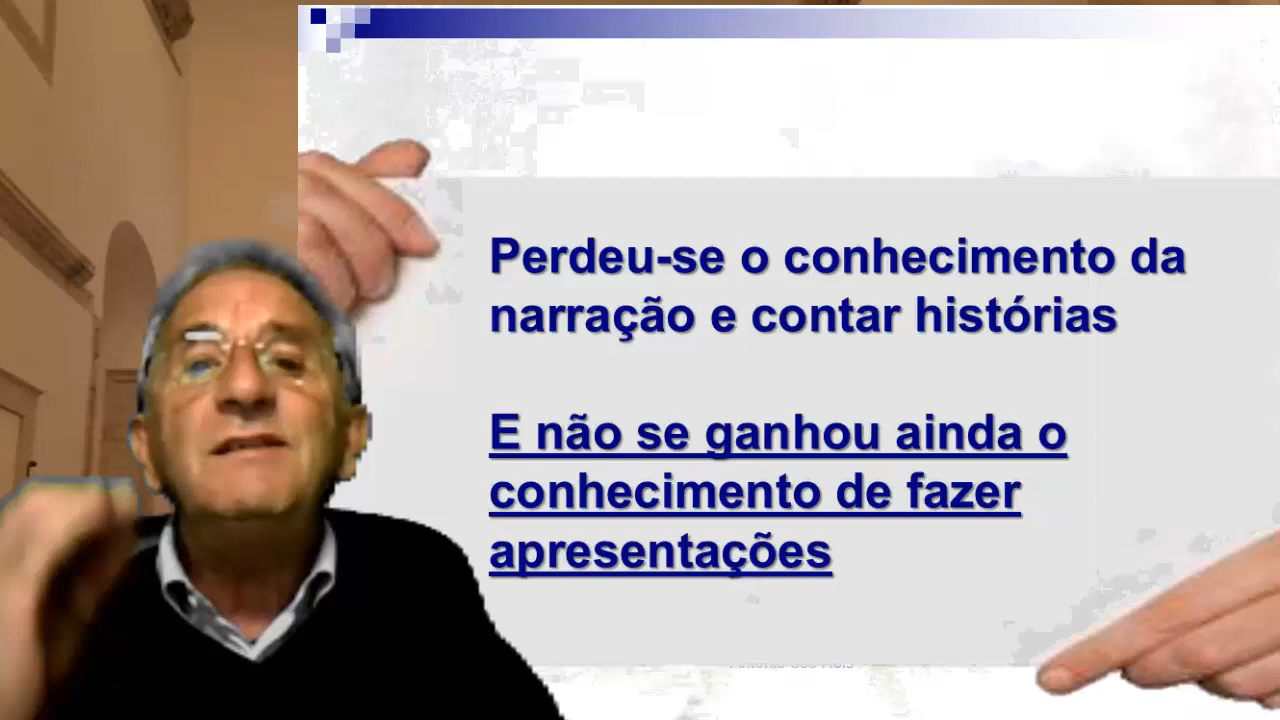 Perdeu-se o conhecimento da
narração e contar histórias
E não se ganhou ainda o
conhecimento de fazer
apresentações